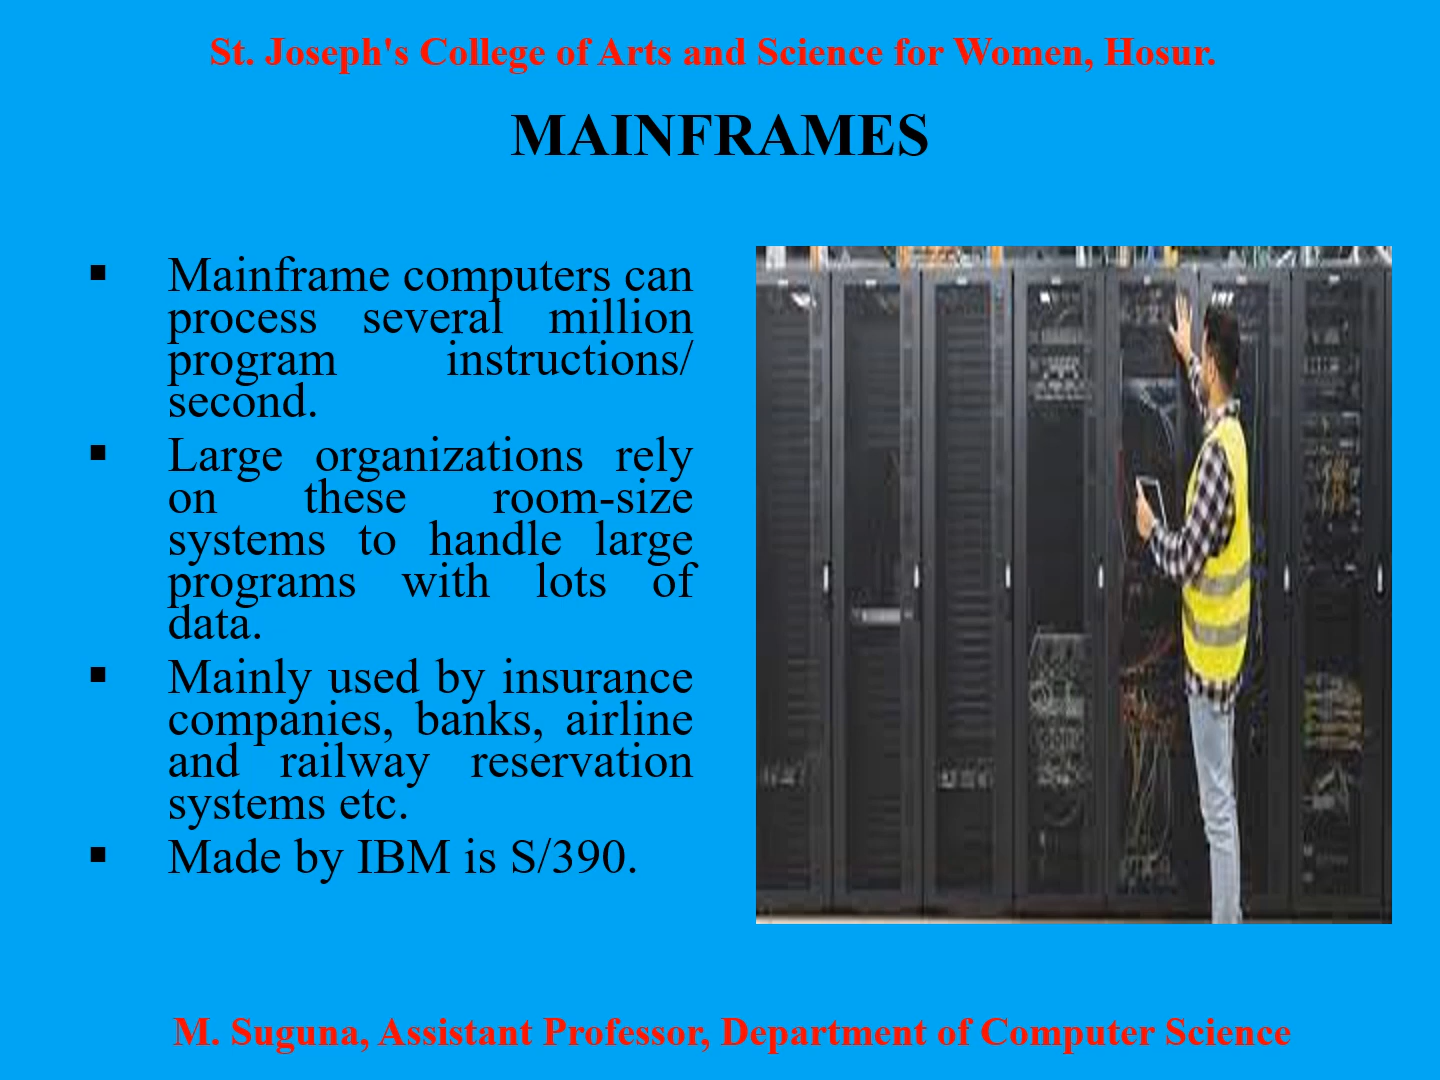 St. Joseph's College of Arts and Science for Women, Hosur.
MAINFRAMES
▪ Mainframe computers can
process several million
program instructions/
second.
▪ Large organizations rely
on these room-size
systems to handle large
programs with lots of
data.
▪ Mainly used by insurance
companies, banks, airline
and railway reservation
systems etc.
▪ Made by IBM is S/390.
M. Suguna, Assistant Professor, Department of Computer Science